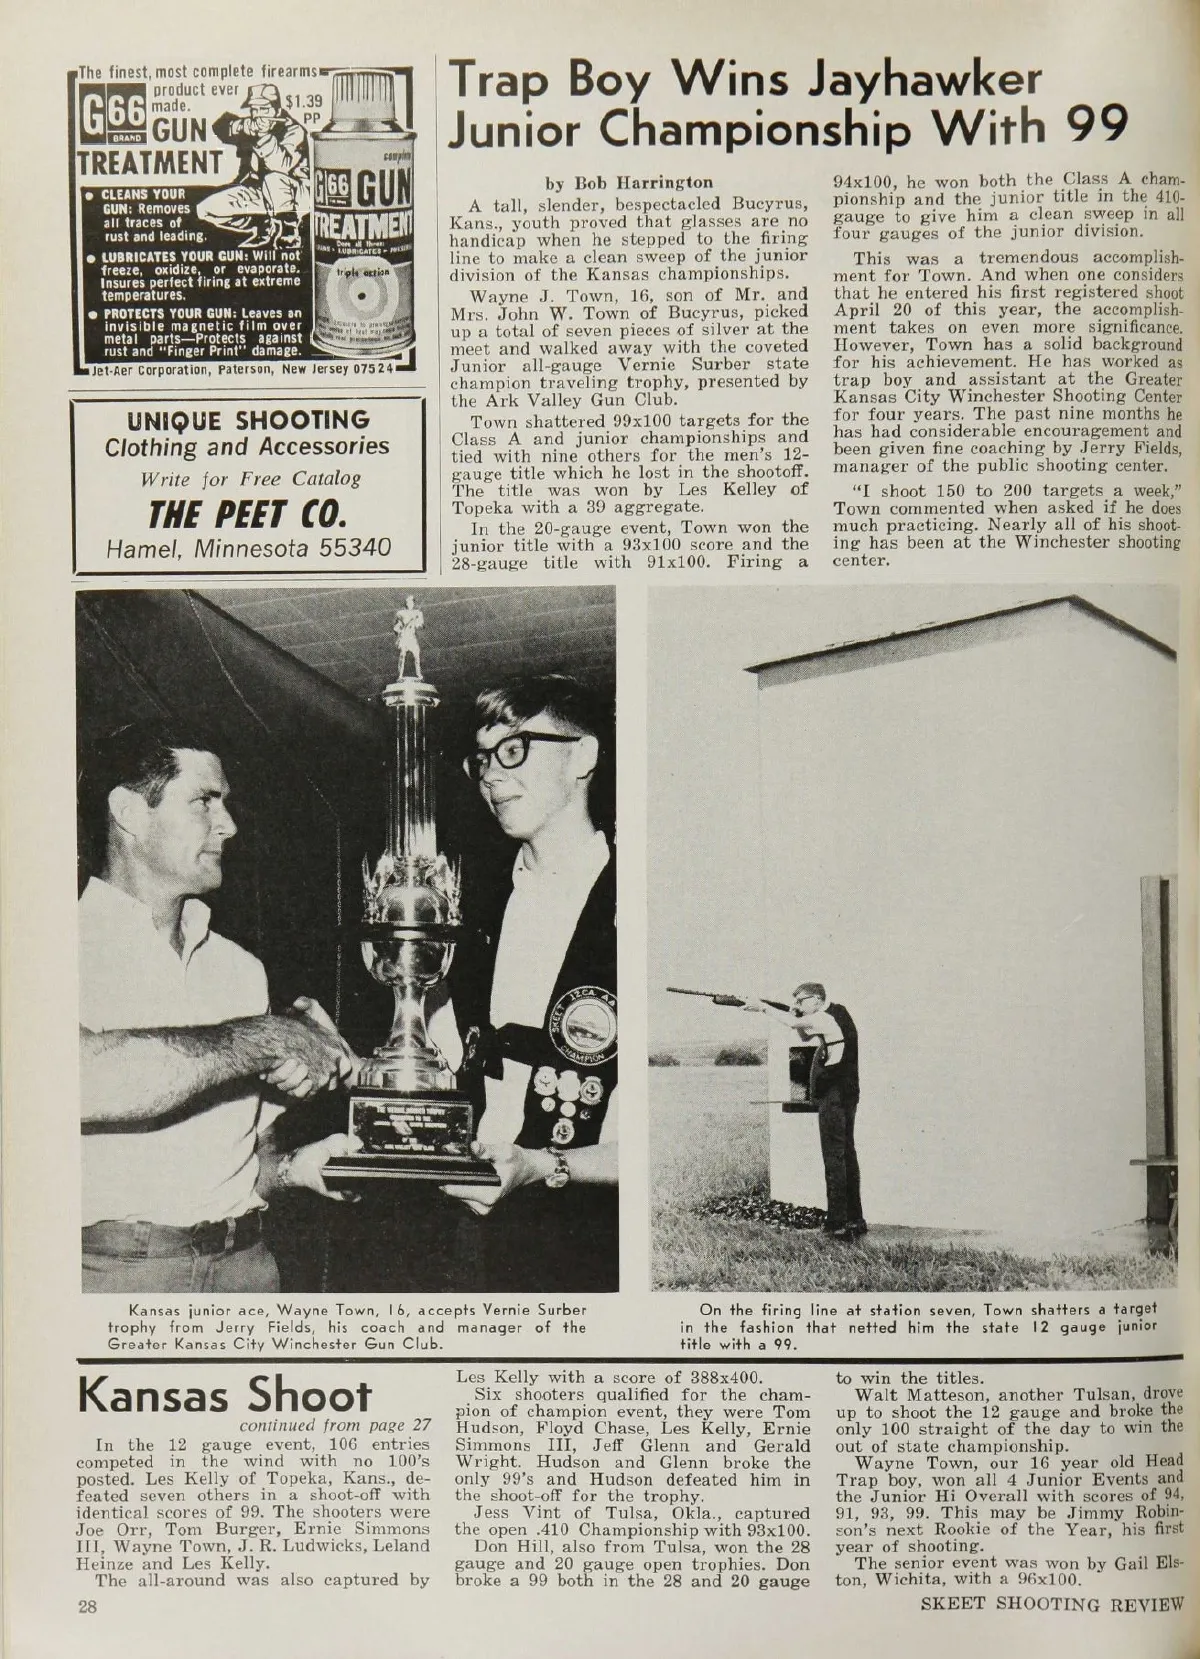 The finest, most complete firearms
product ever
made.
$1.39
PP
G66
BRAND
GUN
TREATMENT
• CLEANS YOUR
GUN: Removes
all traces of
rust and leading.
• LUBRICATES YOUR GUN: Will not
freeze, oxidize, or evaporate.
Insures perfect firing at extreme
temperatures.
• PROTECTS YOUR GUN: Leaves an
invisible magnetic film over
metal parts—Protects against
rust and "Finger Print" damage.
Jet-Aer Corporation, Paterson, New Jersey 07524
complete
G66 GUN
TREATMENT
Does all three:
triple action
UNIQUE SHOOTING
Clothing and Accessories
Write for Free Catalog
THE PEET CO.
Hamel, Minnesota 55340
Trap Boy Wins Jayhawker
Junior Championship With 99
by Bob Harrington
A tall, slender, bespectacled Bucyrus,
Kans., youth proved that glasses are no
handicap when he stepped to the firing
line to make a clean sweep of the junior
division of the Kansas championships.
Wayne J. Town, 16, son of Mr. and
Mrs. John W. Town of Bucyrus, picked
up a total of seven pieces of silver at the
meet and walked away with the coveted
Junior all-gauge Vernie Surber state
champion traveling trophy, presented by
the Ark Valley Gun Club.
Town shattered 99x100 targets for the
Class A and junior championships and
tied with nine others for the men's 12-
gauge title which he lost in the shootoff.
The title was won by Les Kelley of
Topeka with a 39 aggregate.
In the 20-gauge event, Town won the
junior title with a 93x100 score and the
28-gauge title with 91x100. Firing a
94x100, he won both the Class A cham-
pionship and the junior title in the 410-
gauge to give him a clean sweep in all
four gauges of the junior division.
This was a tremendous accomplish-
ment for Town. And when one considers
that he entered his first registered shoot
April 20 of this year, the accomplish-
ment takes on even more significance.
However, Town has a solid background
for his achievement. He has worked as
trap boy and assistant at the Greater
Kansas City Winchester Shooting Center
for four years. The past nine months he
has had considerable encouragement and
been given fine coaching by Jerry Fields,
manager of the public shooting center.
"I shoot 150 to 200 targets a week,"
Town commented when asked if he does
much practicing. Nearly all of his shoot-
ing has been at the Winchester shooting
center.
SKEET
CHAMPION
Kansas junior ace, Wayne Town, 16, accepts Vernie Surber
trophy from Jerry Fields, his coach and manager of the
Greater Kansas City Winchester Gun Club.
On the firing line at station seven, Town shatters a target
in the fashion that netted him the state 12 gauge junior
title with a 99.
Kansas Shoot
continued from page 27
In the 12 gauge event, 106 entries
competed in the wind with no 100's
posted. Les Kelly of Topeka, Kans., de-
feated seven others in a shoot-off with
identical scores of 99. The shooters were
Joe Orr, Tom Burger, Ernie Simmons
III, Wayne Town, J. R. Ludwicks, Leland
Heinze and Les Kelly.
The all-around was also captured by
Les Kelly with a score of 388x400.
Six shooters qualified for the cham-
pion of champion event, they were Tom
Hudson, Floyd Chase, Les Kelly, Ernie
Simmons III, Jeff Glenn and Gerald
Wright. Hudson and Glenn broke the
only 99's and Hudson defeated him in
the shoot-off for the trophy.
Jess Vint of Tulsa, Okla., captured
the open .410 Championship with 93x100.
Don Hill, also from Tulsa, won the 28
gauge and 20 gauge open trophies. Don
broke a 99 both in the 28 and 20 gauge
to win the titles.
Walt Matteson, another Tulsan, drove
up to shoot the 12 gauge and broke the
only 100 straight of the day to win the
out of state championship.
Wayne Town, our 16 year old Head
Trap boy, won all 4 Junior Events and
the Junior Hi Overall with scores of 94,
91, 93, 99. This may be Jimmy Robin-
son's next Rookie of the Year, his first
year of shooting.
The senior event was won by Gail Els-
ton, Wichita, with a 96x100.
28
SKEET SHOOTING REVIEW